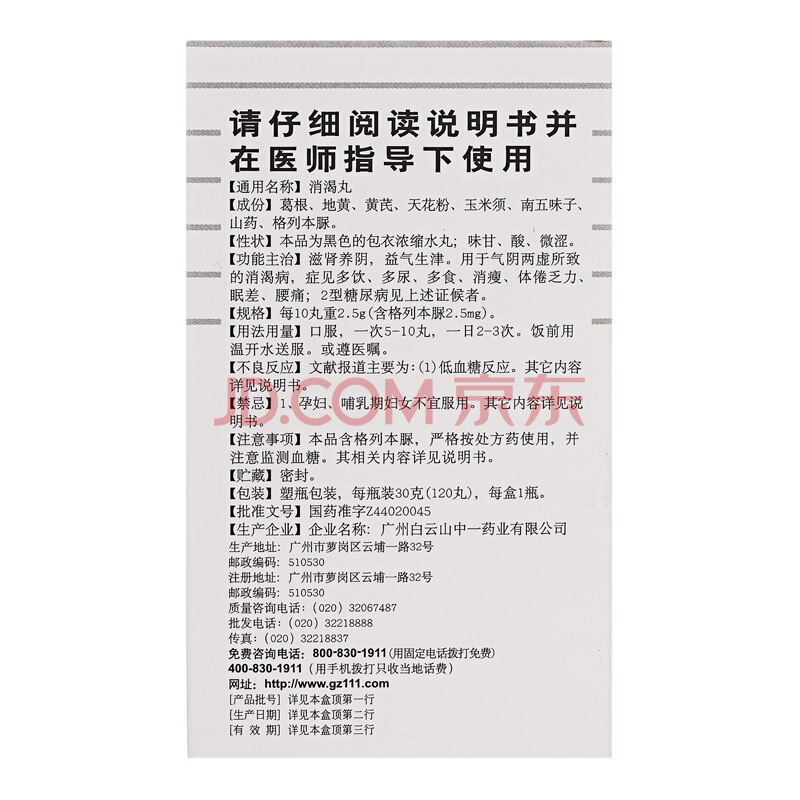 请仔细阅读说明书并
在医师指导下使用
【通用名称】消渴丸
【成份】葛根、地黄、黄芪、天花粉、玉米须、南五味子、
山药、格列本脲。
【性状】本品为黑色的包衣浓缩水丸；味甘、酸、微涩。
【功能主治】滋肾养阴，益气生津。用于气阴两虚所致
的消渴病，症见多饮、多尿、多食、消瘦、体倦乏力、
眠差、腰痛；2型糖尿病见上述证候者。
【规格】每10丸重2.5g(含格列本脲2.5mg)。
【用法用量】口服，一次5-10丸，一日2-3次。饭前用
温开水送服。或遵医嘱。
【不良反应】文献报道主要为：(1)低血糖反应。其它内容
详见说明书。
JD.COM 京东
【禁忌】1、孕妇、哺乳期妇女不宜服用。其它内容详见说
明书。
【注意事项】本品含格列本脲，严格按处方药使用，并
注意监测血糖。其相关内容详见说明书。
【贮藏】密封。
【包装】塑瓶包装，每瓶装30克(120丸)，每盒1瓶。
【批准文号】国药准字Z44020045
【生产企业】企业名称：广州白云山中一药业有限公司
生产地址：广州市萝岗区云埔一路32号
邮政编码：510530
注册地址：广州市萝岗区云埔一路32号
邮政编码：510530
质量咨询电话：(020) 32067487
批发电话：(020) 32218888
传真：(020) 32218837
免费咨询电话：800-830-1911(用固定电话拨打免费)
400-830-1911（用手机拨打只收当地话费）
网址：http://www.gz111.com
[产品批号] 详见本盒顶第一行
[生产日期] 详见本盒顶第二行
[有 效 期] 详见本盒顶第三行